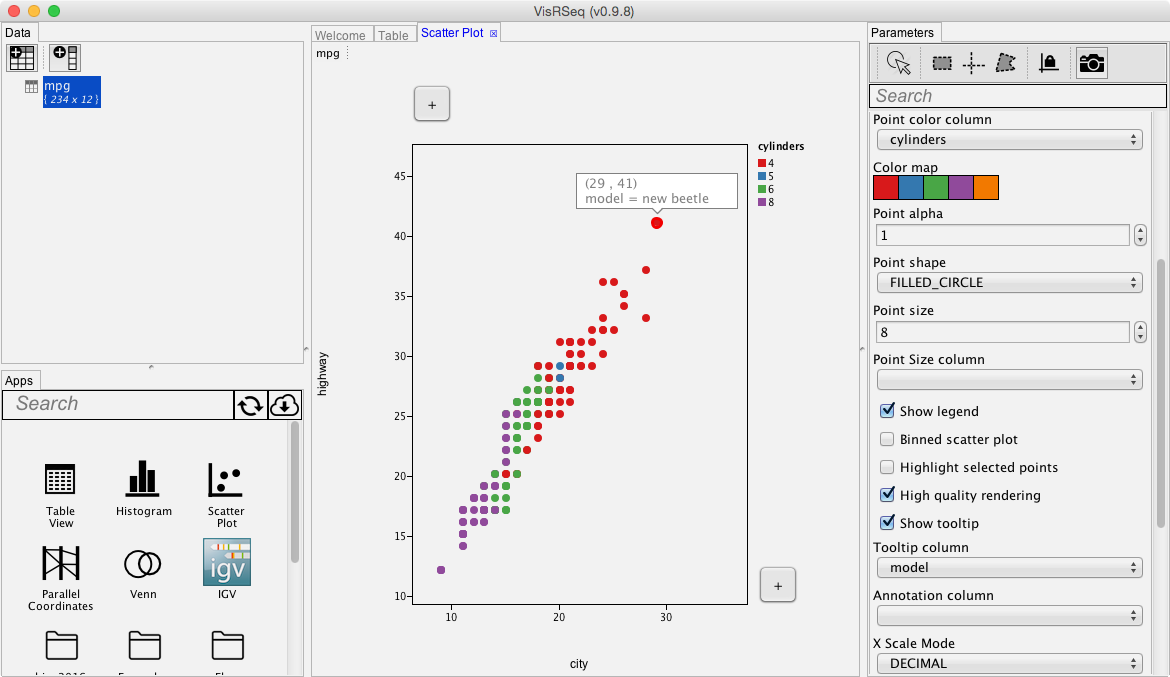 VisRSeq (v0.9.8)
Data
mpg
{ 234 x 12 }
Apps
Search
Table
View
Histogram
Scatter
Plot
Parallel
Coordinates
Venn
igv
IGV
Welcome
Table
Scatter Plot
mpg
+
cylinders
4
5
6
8
(29 , 41)
model = new beetle
45
40
35
30
25
20
15
10
highway
10
20
30
city
+
Parameters
Search
Point color column
cylinders
Color map
Point alpha
1
Point shape
FILLED_CIRCLE
Point size
8
Point Size column
Show legend
Binned scatter plot
Highlight selected points
High quality rendering
Show tooltip
Tooltip column
model
Annotation column
X Scale Mode
DECIMAL